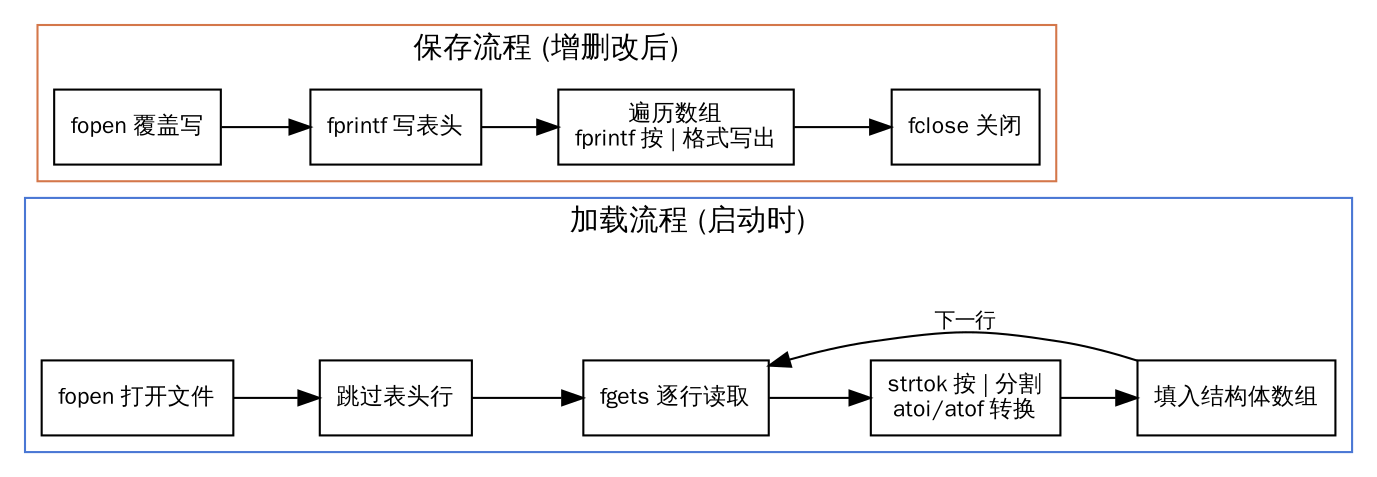 保存流程 (增删改后)
fopen 覆盖写
fprintf 写表头
遍历数组
fprintf 按 | 格式写出
fclose 关闭
加载流程 (启动时)
下一行
fopen 打开文件
跳过表头行
fgets 逐行读取
strtok 按 | 分割
atoi/atof 转换
填入结构体数组